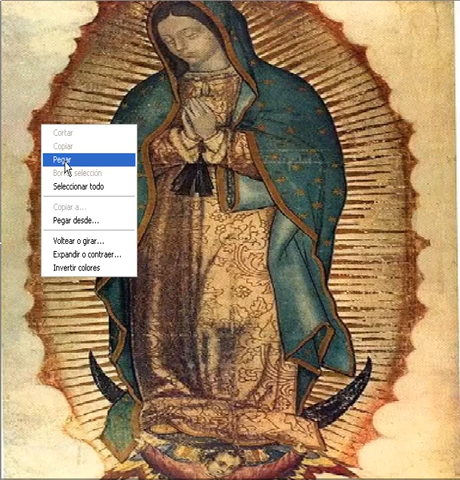 Cortar
Copiar
Pegar
Borrar selección
Seleccionar todo
Copiar a...
Pegar desde...
Voltear o girar...
Expandir o contraer...
Invertir colores